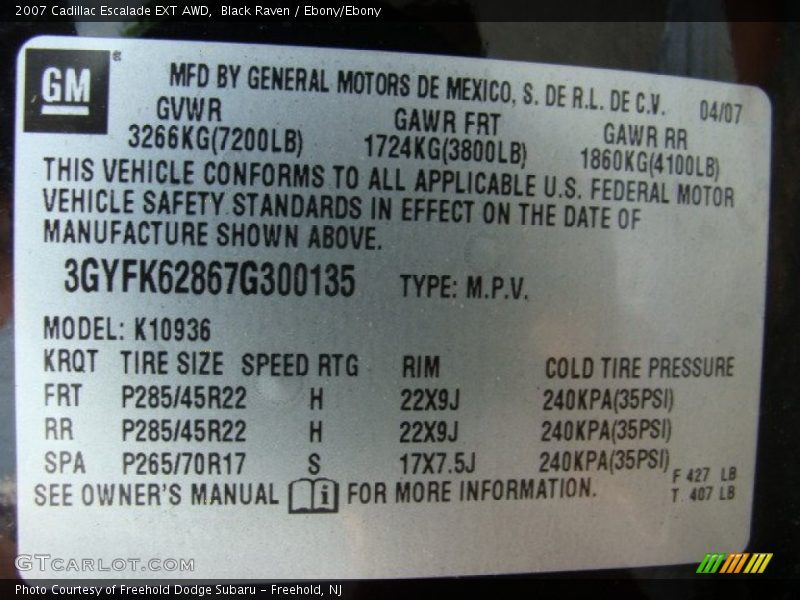 2007 Cadillac Escalade EXT AWD, Black Raven / Ebony/Ebony
GM
MFD BY GENERAL MOTORS DE MEXICO, S. DE R.L. DE C.V. 04/07
GVWR GAWR FRT GAWR RR
3266KG(7200LB) 1724KG(3800LB) 1860KG(4100LB)
THIS VEHICLE CONFORMS TO ALL APPLICABLE U.S. FEDERAL MOTOR
VEHICLE SAFETY STANDARDS IN EFFECT ON THE DATE OF
MANUFACTURE SHOWN ABOVE.
3GYFK62867G300135 TYPE: M.P.V.
MODEL: K10936
KRQT TIRE SIZE SPEED RTG RIM COLD TIRE PRESSURE
FRT P285/45R22 H 22X9J 240KPA(35PSI)
RR P285/45R22 H 22X9J 240KPA(35PSI)
SPA P265/70R17 S 17X7.5J 240KPA(35PSI)
F 427 LB
SEE OWNER'S MANUAL i FOR MORE INFORMATION. T 407 LB
GTCarLot.com
Photo Courtesy of Freehold Dodge Subaru – Freehold, NJ